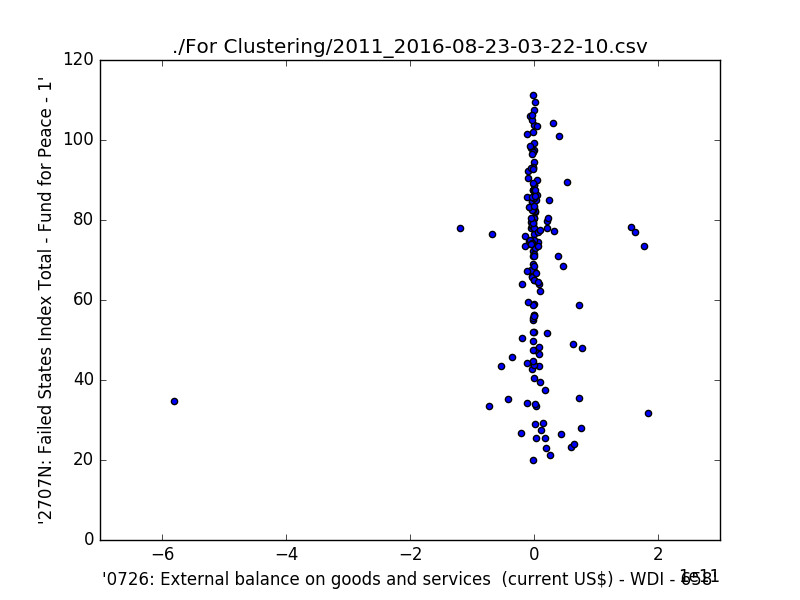 ./For Clustering/2011_2016-08-23-03-22-10.csv
120
100
80
60
40
20
0
'2707N: Failed States Index Total - Fund for Peace - 1'
−6 −4 −2 0 2
1e11
'0726: External balance on goods and services  (current US$) - WDI - 658'